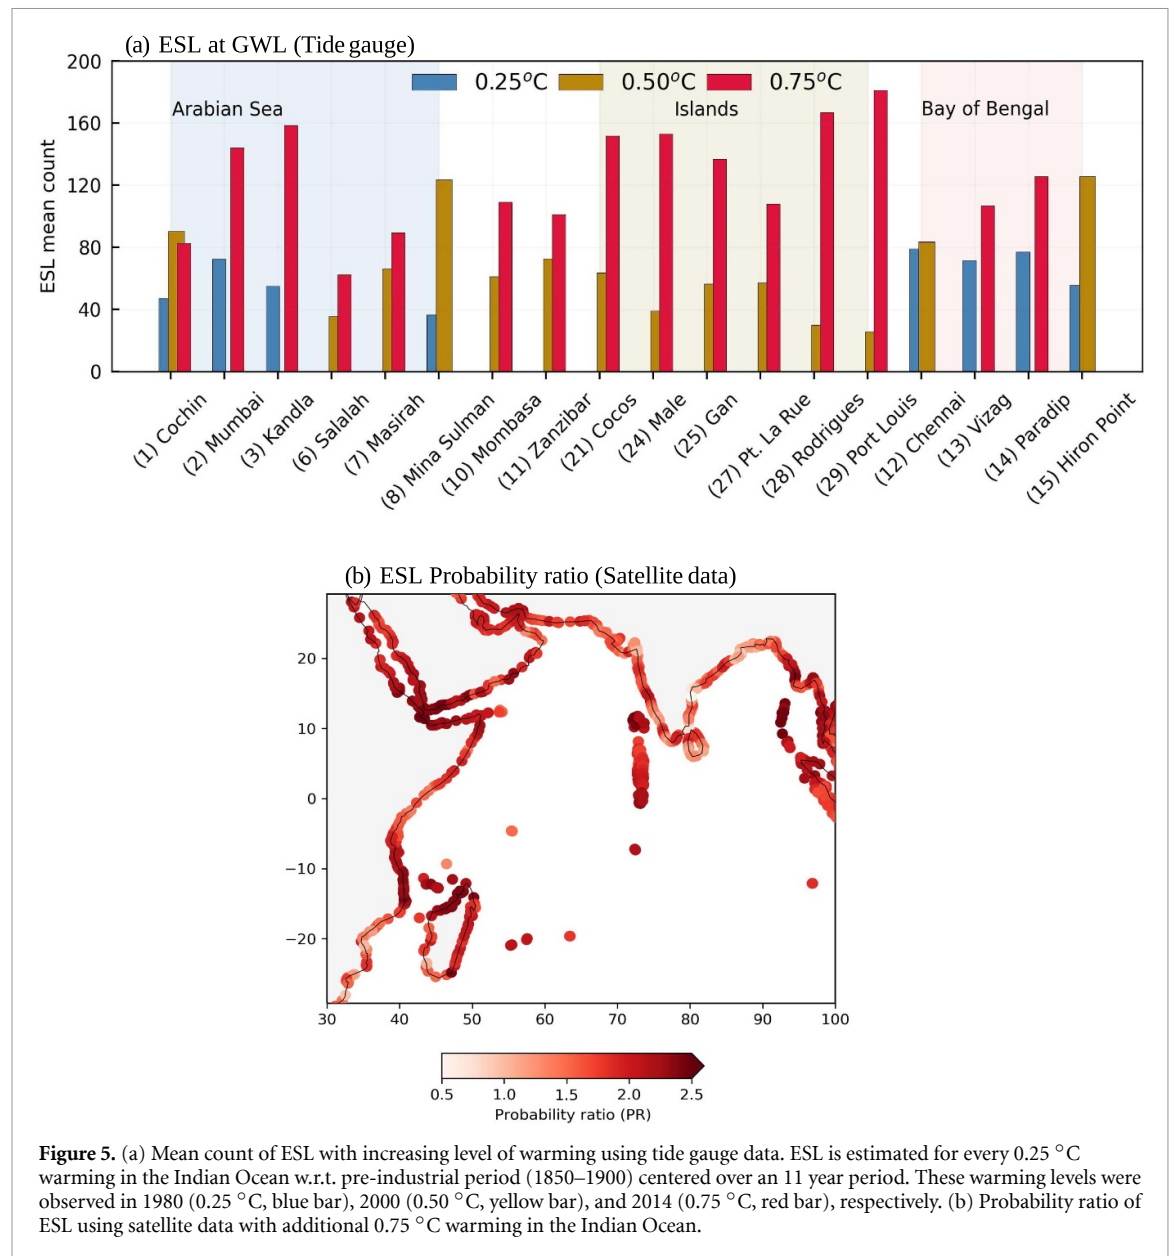 (a) ESL at GWL (Tide gauge)
0.25°C 0.50°C 0.75°C
Arabian Sea Islands Bay of Bengal
ESL mean count
200
160
120
80
40
0
(1) Cochin
(2) Mumbai
(3) Kandla
(6) Salalah
(7) Masirah
(8) Mina Sulman
(10) Mombasa
(11) Zanzibar
(21) Cocos
(24) Male
(25) Gan
(27) Pt. La Rue
(28) Rodrigues
(29) Port Louis
(12) Chennai
(13) Vizag
(14) Paradip
(15) Hiron Point
(b) ESL Probability ratio (Satellite data)
20
10
0
−10
−20
30 40 50 60 70 80 90 100
0.5 1.0 1.5 2.0 2.5
Probability ratio (PR)
Figure 5. (a) Mean count of ESL with increasing level of warming using tide gauge data. ESL is estimated for every 0.25 °C
warming in the Indian Ocean w.r.t. pre-industrial period (1850–1900) centered over an 11 year period. These warming levels were
observed in 1980 (0.25 °C, blue bar), 2000 (0.50 °C, yellow bar), and 2014 (0.75 °C, red bar), respectively. (b) Probability ratio of
ESL using satellite data with additional 0.75 °C warming in the Indian Ocean.